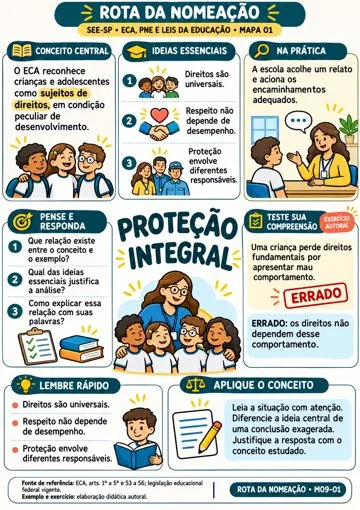 ROTA DA NOMEAÇÃO
SEE-SP • ECA, PNE E LEIS DA EDUCAÇÃO • MAPA 01
CONCEITO CENTRAL
O ECA reconhece
crianças e adolescentes
como sujeitos de
direitos, em condição
peculiar de
desenvolvimento.
IDEIAS ESSENCIAIS
1
Direitos são
universais.
2
Respeito não
depende de
desempenho.
3
Proteção
envolve
diferentes
responsáveis.
NA PRÁTICA
A escola acolhe um relato
e aciona os
encaminhamentos
adequados.
PENSE E
RESPONDA
1
Que relação existe
entre o conceito e
o exemplo?
2
Qual das ideias
essenciais justifica
a análise?
3
Como explicar essa
relação com suas
palavras?
PROTEÇÃO
INTEGRAL
TESTE SUA
COMPREENSÃO
EXERCÍCIO
AUTORAL
Uma criança perde direitos
fundamentais por
apresentar mau
comportamento.
ERRADO
ERRADO: os direitos não
dependem desse
comportamento.
LEMBRE RÁPIDO
Direitos são universais.
Respeito não depende
de desempenho.
Proteção envolve
diferentes responsáveis.
APLIQUE O CONCEITO
Leia a situação com atenção.
Diferencie a ideia central de
uma conclusão exagerada.
Justifique a resposta com o
conceito estudado.
Fonte de referência: ECA, arts. 1º a 5º e 53 a 56; legislação educacional
federal vigente.
Exemplo e exercício: elaboração didática autoral.
ROTA DA NOMEAÇÃO • M09-01